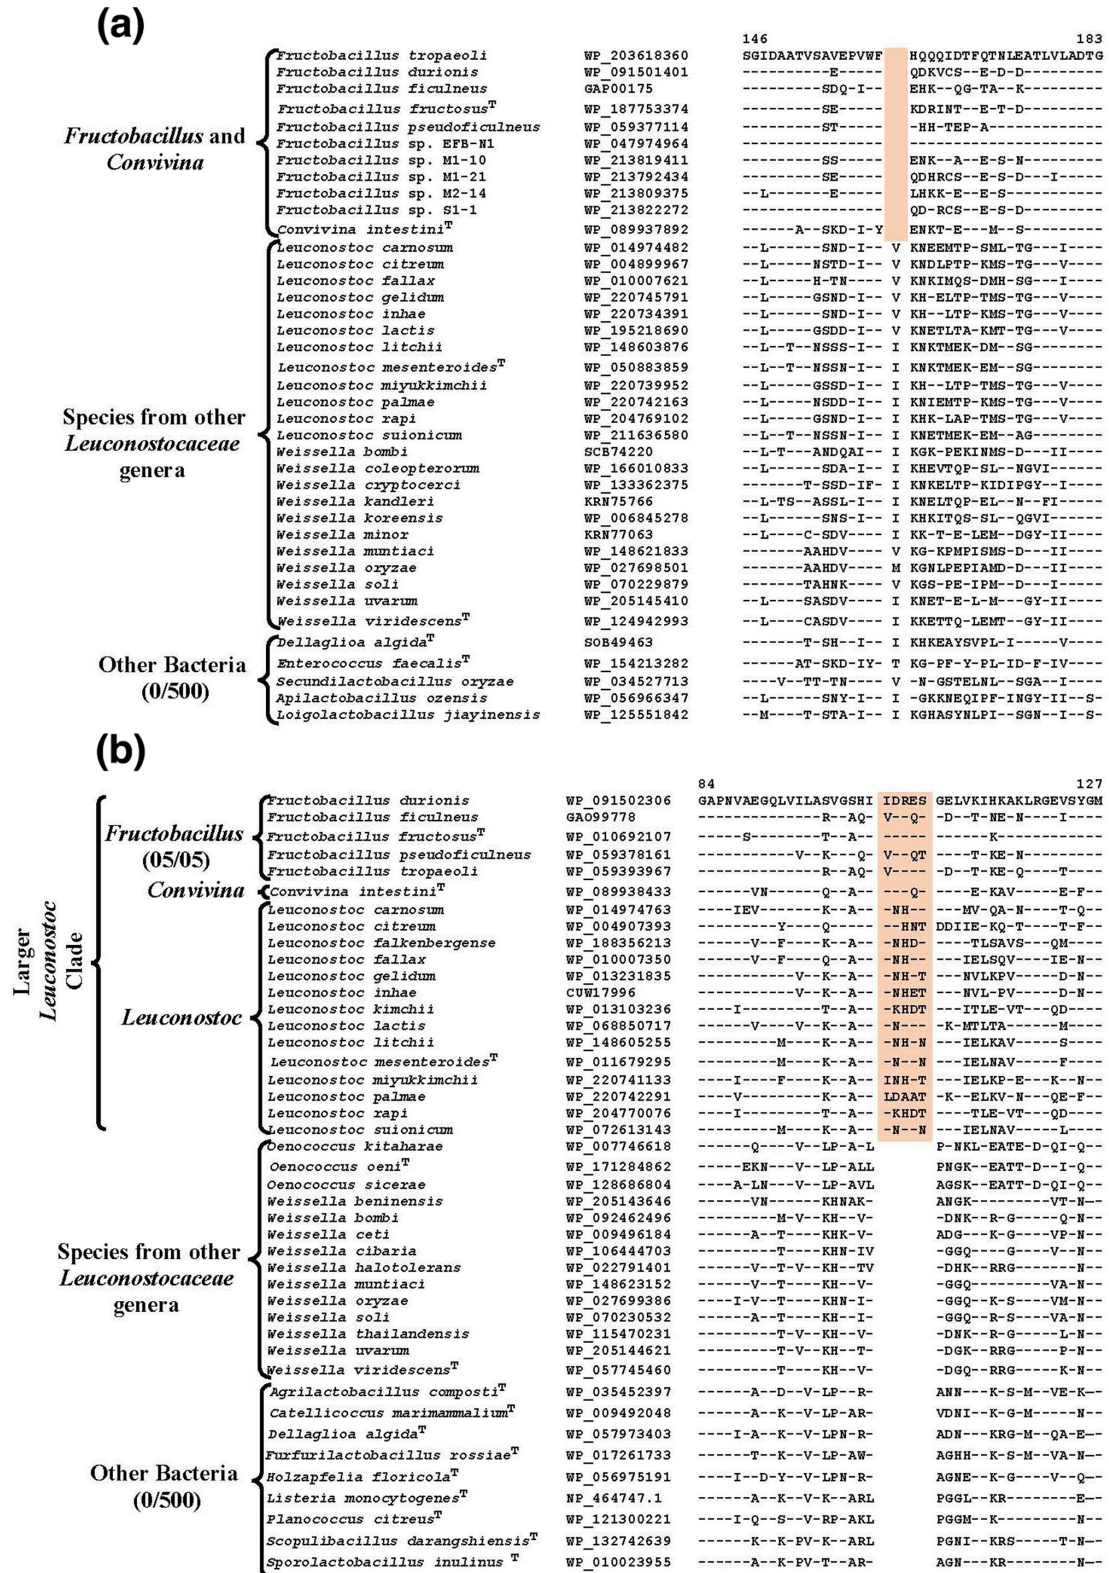 (a)
146 183
Fructobacillus tropaeoli WP_203618360 SGIDAATVSAVEPVWF HQQQIDTFQTNLEATLVLADTG
Fructobacillus durionis WP_091501401 ----------E----- QDKVCS--E-D-D---------
Fructobacillus ficulneus GAP00175 ---------SDQ-I-- EHK--QG-TA--K---------
Fructobacillus fructosusT WP_187753374 ---------SE----- KDRINT--E-T-D---------
Fructobacillus pseudoficulneus WP_059377114 ---------ST----- -HH-TEP-A-------------
Fructobacillus and
Convivina
Fructobacillus sp. EFB-N1 WP_047974964 ---------------- ----------------------
Fructobacillus sp. M1-10 WP_213819411 ---------SS----- ENK--A--E-S-N---------
Fructobacillus sp. M1-21 WP_213792434 ---------SE----- QDHRCS--E-S-D---I-----
Fructobacillus sp. M2-14 WP_213809375 --L-------E----- LHKK-E--E-S-----------
Fructobacillus sp. S1-1 WP_213822272 ---------------- QD-RCS--E-S-D---------
Convivina intestiniT WP_089937892 ------A--SKD-I-Y ENKT-E---M--S---------
Leuconostoc carnosum WP_014974482 --L------SND-I-- V KNEEMTP-SML-TG---I----
Leuconostoc citreum WP_004899967 --L-----NSTD-I-- V KNDLPTP-KMS-TG---V----
Leuconostoc fallax WP_010007621 --L-----H-TN---- V KNKIMQS-DMH-SG---I----
Leuconostoc gelidum WP_220745791 --L-----GSND-I-- V KH-ELTP-TMS-TG---V----
Leuconostoc inhae WP_220734391 --L------SND-I-- V KH--LTP-KMS-TG---V----
Leuconostoc lactis WP_195218690 --L-----GSDD-I-- V KNETLTA-KMT-TG---V----
Leuconostoc litchii WP_148603876 --L--T--NSSS-I-- I KNKTMEK-DM--SG--------
Leuconostoc mesenteroidesT WP_050883859 --L--T--NSSN-I-- I KNKTMEK-EM--SG--------
Leuconostoc miyukkimchii WP_220739952 --L-----GSSD-I-- I KH--LTP-TMS-TG---V----
Species from other
Leuconostocaceae
genera
Leuconostoc palmae WP_220742163 --L-----GSDD-I-- I KNIEMTP-KMS-TG---V----
Leuconostoc rapi WP_204769102 --L-----GSND-I-- I KHK-LAP-TMS-TG---V----
Leuconostoc suionicum WP_211636580 --L--T--NSSN-I-- I KNETMEK-EM--AG--------
Weissella bombi SCB74220 --L-T---ANDQAI-- I KGK-PEKINMS-D---II----
Weissella coleopterorum WP_166010833 --L------SDA-I-- I KHEVTQP-SL--NGVI------
Weissella cryptocerci WP_133362375 -------T-SSD-IF- I KNKELTP-KIDIPGY--I----
Weissella kandleri KRN75766 --L-TS--ASSL-I-- I KNELTQP-EL--N--FI-----
Weissella koreensis WP_006845278 --L------SNS-I-- I KHKITQS-SL--QGVI------
Weissella minor KRN77063 --L----C-SDV---- I KK-T-E-LEM--DGY-II----
Weissella muntiaci WP_148621833 -------AAHDV---- V KG-KPMPISMS-D---II----
Weissella oryzae WP_027698501 -------AAHDV---- M KGNLPEPIAMD-D---II----
Weissella soli WP_070229879 -------TAHNK---- V KGS-PE-IPM--D---II----
Weissella uvarum WP_205145410 --L----SASDV---- I KNET-E-L-M---GY-II----
Weissella viridescensT WP_124942993 --L----CASDV---- I KKETTQ-LEMT--GY-II----
Dellaglioa algidaT SOB49463 -------T-SH--I-- I KHKEAYSVPL-I-----V----
Other Bacteria
(0/500)
Enterococcus faecalisT WP_154213282 ------AT-SKD-IY- T KG-PF-Y-PL-ID-F-IV----
Secundilactobacillus oryzae WP_034527713 ----V--TT-TN---- V -N-GSTELNL--SGA--I----
Apilactobacillus ozensis WP_056966347 --L------SNY-I-- I GKKNEQIPF-INGY-II--S-
Loigolactobacillus jiayinensis WP_125551842 --M----T-STA-I-- I KGHASYNLPI--SGN---I--S-
(b)
84 127
Fructobacillus durionis WP_091502306 GAPNVAEGQLVILASVGSHI IDRES GELVKIHKAKLRGEVSYGM
Fructobacillus ficulneus GAO99778 --------------R--AQ- V--Q- -D--T-NE-N----I----
Fructobacillus
(05/05)
Fructobacillus fructosusT WP_010692107 -----S--------T--A-- ----- ---------K---------
Fructobacillus pseudoficulneus WP_059378161 -----------V--K---Q- V--QT ----T-KE-N---------
Fructobacillus tropaeoli WP_059393967 --------------R--AQ- V---- -D--T-KE-Q----T----
Convivina
Convivina intestiniT WP_089938433 ------VN------Q--A-- ---Q- ----E-KAV-----E-F--
Leuconostoc carnosum WP_014974763 ----IEV-------K--A-- -NH-- ---MV-QA-N----T-Q--
Leuconostoc citreum WP_004907393 ---------Y----Q----- --HNT DDIIE-KQ-T---T--N--
Larger
Leuconostoc
Clade
Leuconostoc falkenbergense WP_188356213 ------V--F----K--A-- -NHD- ----TLSAVS---QM----
Leuconostoc fallax WP_010007350 ------V--F----Q--A-- -NH-- ---IELSQV----IE-N--
Leuconostoc gelidum WP_013231835 -----------V--K--A-- -NH-T ---NVLKPV----D--N--
Leuconostoc inhae CUW17996 -----------V--K--A-- -NHET ---NVL-PV----D--N--
Leuconostoc
Leuconostoc kimchii WP_013103236 ----I---------K--A-- -KHDT ---ITLE-VT---QD----
Leuconostoc lactis WP_068850717 ------V----V--K--A-- -N--- -K-MTLTA------M----
Leuconostoc litchii WP_148605255 ---------M----K--A-- -NH-N ---IELKAV-----S----
Leuconostoc mesenteroidesT WP_011679295 ---------M----K--A-- -N--N ---IELNAV-----F----
Leuconostoc miyukkimchii WP_220741133 ----I----F----K--A-- INH-T ---IELKP-E---K--N--
Leuconostoc palmae WP_220742291 ----V---------K--A-- LDAAT -K--ELKV-N---QE-F--
Leuconostoc rapi WP_204770076 ----I---------T--A-- -KHDT ---TLE-VT---QD----
Leuconostoc suionicum WP_072613143 ---------M----K--A-- -N--N ---IELNAV-----L----
Oenococcus kitaharae WP_007746618 ------Q----V--LP-A-L P-NKL-EATE-D-QI-Q--
Oenococcus oeniT WP_171284862 -----EKN---V--LP-ALL PNGK--EATT-D--I-Q--
Oenococcus sicerae WP_128686804 ----A-LN---V--LP-AVL AGSK--EATT-D-QI-Q--
Weissella beninensis WP_205143646 ------VN-----KHNAK- ANGK-------VT--N--
Weissella bombi WP_092462496 ---------M-V--KH--V- -DNK--R-G-----Q-N--
Species from other
Leuconostocaceae
genera
Weissella ceti WP_009496184 ------A--T----KHK-V- ADG--K-G----VP-N--
Weissella cibaria WP_106444703 ---------T----KHN-IV -GGQ----G----V--N--
Weissella halotolerans WP_022791401 ------V--T-V--KH--TV -DHK--RRG--------N--
Weissella muntiaci WP_148623152 ---------V----KH--V- -GGQ---------VA-N--
Weissella oryzae WP_027699386 ----I-V--T----KHN-I- -GGQ--K-S----VM-N--
Weissella soli WP_070230532 ------A--T----KH--I- -GGQ--R-S----VA-N--
Weissella thailandensis WP_115470231 ---------T-V--KH--V- -DNK--R-G-----L-N--
Weissella uvarum WP_205144621 ---------T-V--KH--T- -DGK--RRG-----P-N--
Weissella viridescensT WP_057745460 ---------T----KH--V- -DGQ--RRG-----K-N--
Agrilactobacillus compostiT WP_035452397 ------A--D--V-LP--R- ANN---K-S-M--VE-K--
Catellicoccus marimammaliumT WP_009492048 ------A--K--V-LP-AR- VDNI--K-G-M-----N--
Dellaglioa algidaT WP_057973403 ----I-A--K--V-LPN-R- ADN---KRG-M--QA-E--
Furfurilactobacillus rossiaeT WP_017261733 ------T--K--V-LP-AW- AGHH--K-S-M--VA-N--
Other Bacteria
(0/500)
Holzapfelia floricolaT WP_056975191 ----I--D-Y--V-LPN-R- AGNE--K-G----V---Q--
Listeria monocytogenesT NP_464747.1 ------A--K--V-K--ARL PGGL--KR--------E--
Planococcus citreusT WP_121300221 ----I-Q--S--V-RP-AKL PGGM--K---------N--
Scopulibacillus darangshiensisT WP_132742639 ------K--K-PV-K--ARL PGNI--KRS----T--N--
Sporolactobacillus inulinus T WP_010023955 ------A--K-PV-T--AR- AGN---KR--------N--